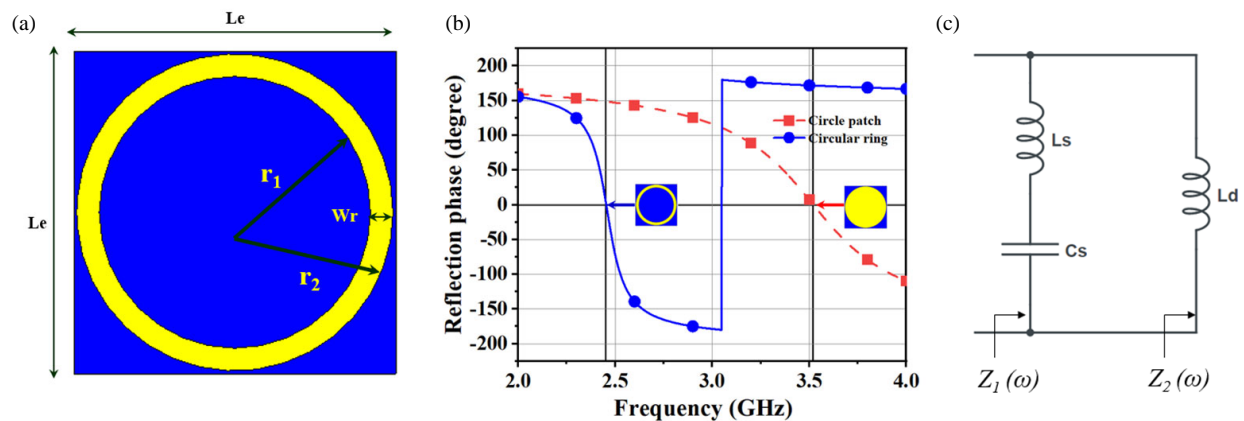 (a)
Le
Le
r1
Wr
r2
(b)
Reflection phase (degree)
200
150
100
50
0
-50
-100
-150
-200
Circle patch
Circular ring
2.0 2.5 3.0 3.5 4.0
Frequency (GHz)
(c)
Ls
Ld
Cs
Z1 (ω) Z2 (ω)